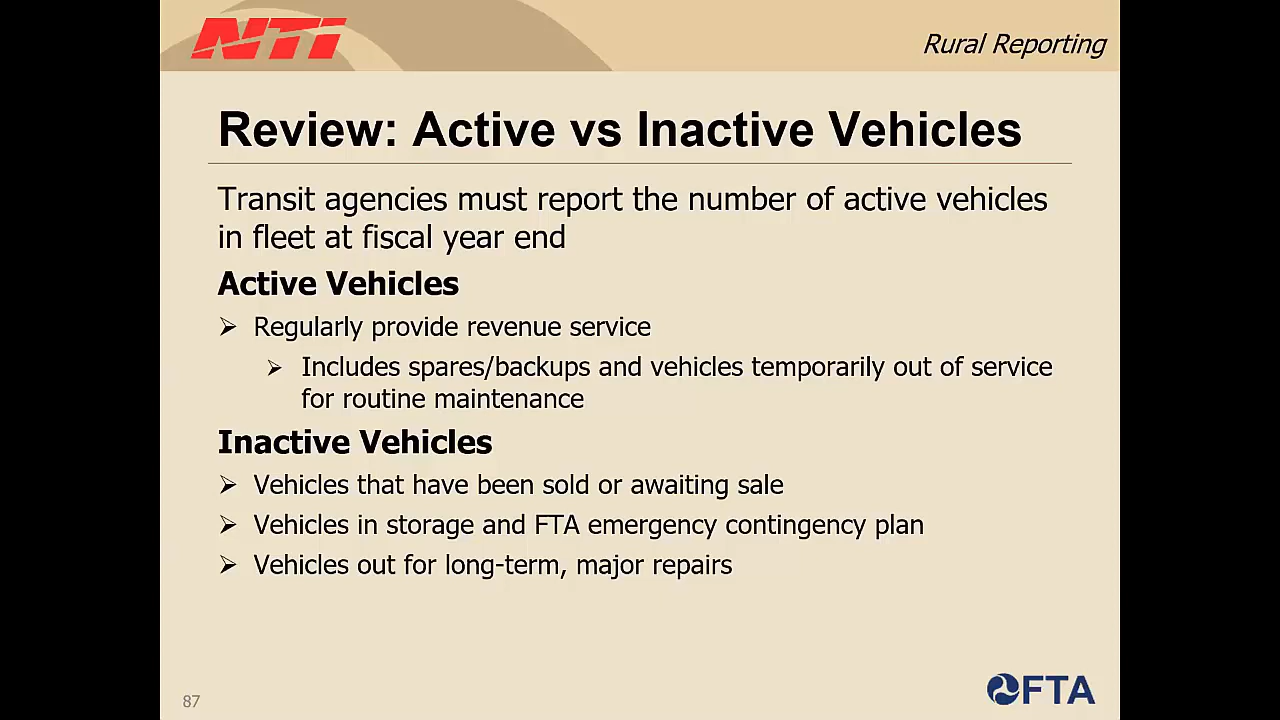 NTI
Rural Reporting
Review: Active vs Inactive Vehicles
Transit agencies must report the number of active vehicles
in fleet at fiscal year end
Active Vehicles
Regularly provide revenue service
Includes spares/backups and vehicles temporarily out of service
for routine maintenance
Inactive Vehicles
Vehicles that have been sold or awaiting sale
Vehicles in storage and FTA emergency contingency plan
Vehicles out for long-term, major repairs
87
FTA